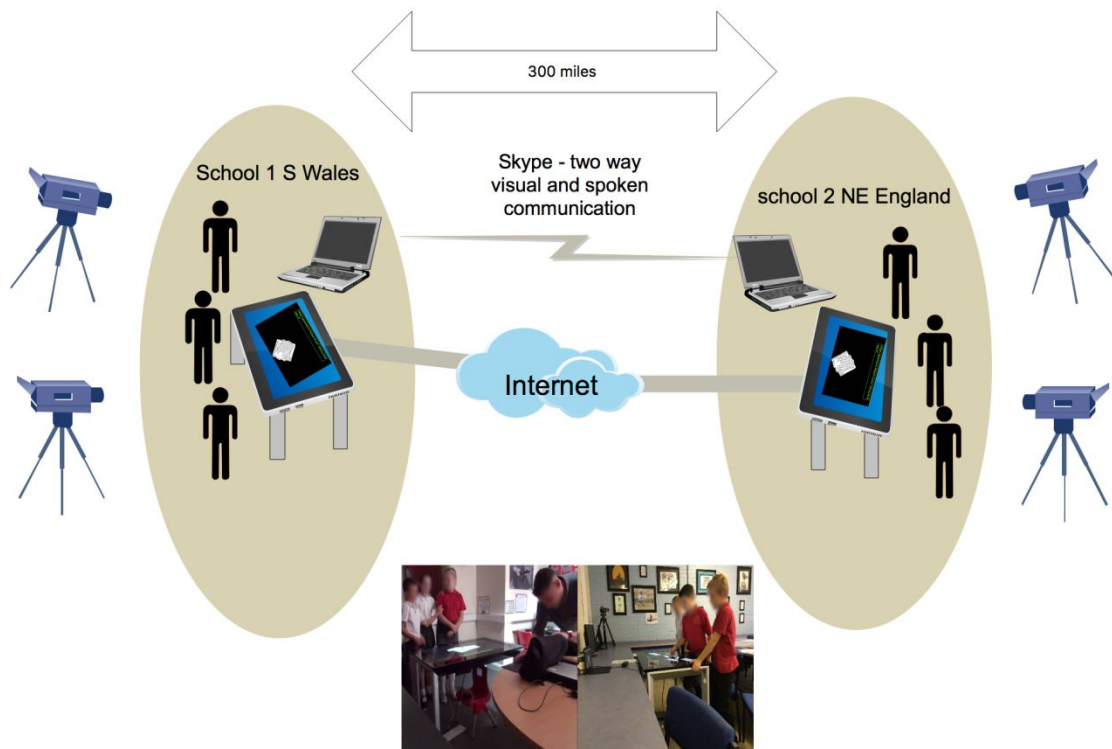 300 miles
Skype - two way
visual and spoken
communication
School 1 S Wales
school 2 NE England
Internet